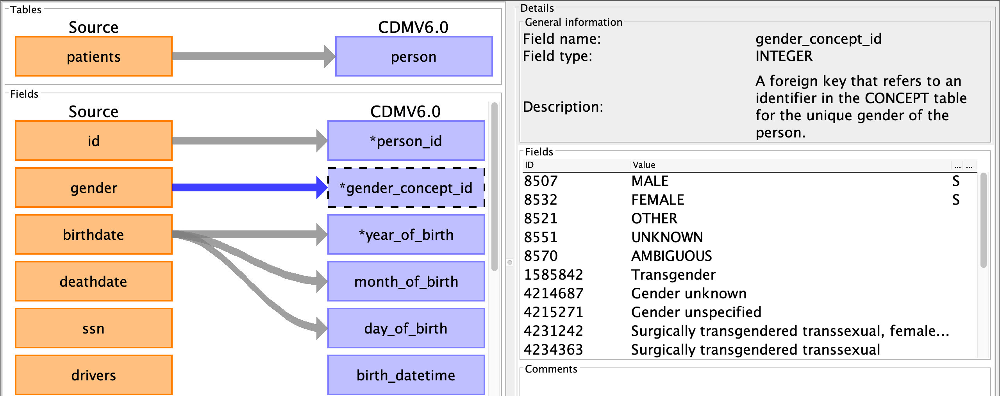 Tables
Source CDMV6.0
patients person
Fields
Source CDMV6.0
id *person_id
gender *gender_concept_id
birthdate *year_of_birth
deathdate month_of_birth
ssn day_of_birth
drivers birth_datetime
Details
General information
Field name: gender_concept_id
Field type: INTEGER
Description: A foreign key that refers to an
identifier in the CONCEPT table
for the unique gender of the
person.
Fields
ID Value ... ...
8507 MALE S
8532 FEMALE S
8521 OTHER
8551 UNKNOWN
8570 AMBIGUOUS
1585842 Transgender
4214687 Gender unknown
4215271 Gender unspecified
4231242 Surgically transgendered transsexual, female...
4234363 Surgically transgendered transsexual
Comments